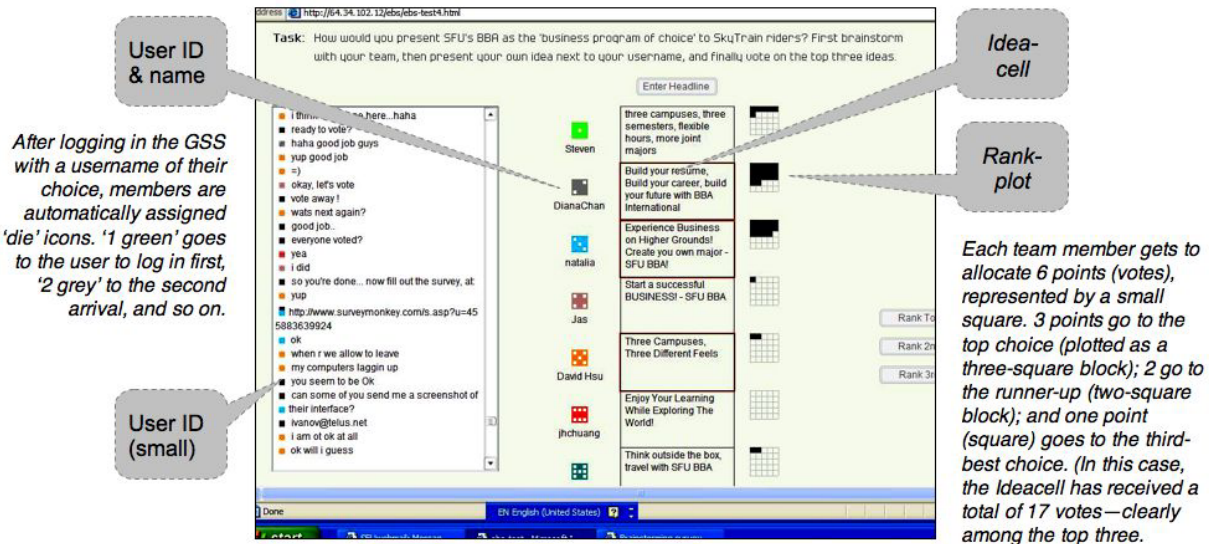 ddress http://64.34.102.12/ebs/ebs-test4.html
Task: How would you present SFU's BBA as the 'business program of choice' to SkyTrain riders? First brainstorm
with your team, then present your own idea next to your username, and finally vote on the top three ideas.
User ID
& name
Idea-
cell
Enter Headline
After logging in the GSS
with a username of their
choice, members are
automatically assigned
'die' icons. '1 green' goes
to the user to log in first,
'2 grey' to the second
arrival, and so on.
i think
here...haha
ready to vote?
haha good job guys
yup good job
=)
okay, let's vote
vote away !
wats next again?
good job..
everyone voted?
yea
i did
so you're done... now fill out the survey, at:
yup
http://www.surveymonkey.com/s.asp?u=45
5883639924
ok
when r we allow to leave
my computers laggin up
you seem to be Ok
can some of you send me a screenshot of
their interface?
ivanov@telus.net
i am ot ok at all
ok will i guess
User ID
(small)
Steven
three campuses, three
semesters, flexible
hours, more joint
majors
DianaChan
Build your resume,
Build your career, build
your future with BBA
International
natalia
Experience Business
on Higher Grounds!
Create you own major -
SFU BBA!
Jas
Start a successful
BUSINESS! - SFU BBA
David Hsu
Three Campuses,
Three Different Feels
jhchuang
Enjoy Your Learning
While Exploring The
World!
Think outside the box,
travel with SFU BBA
Rank To
Rank 2n
Rank 3r
Rank-
plot
Each team member gets to
allocate 6 points (votes),
represented by a small
square. 3 points go to the
top choice (plotted as a
three-square block); 2 go to
the runner-up (two-square
block); and one point
(square) goes to the third-
best choice. (In this case,
the Ideacell has received a
total of 17 votes—clearly
among the top three.
Done
EN English (United States)
start